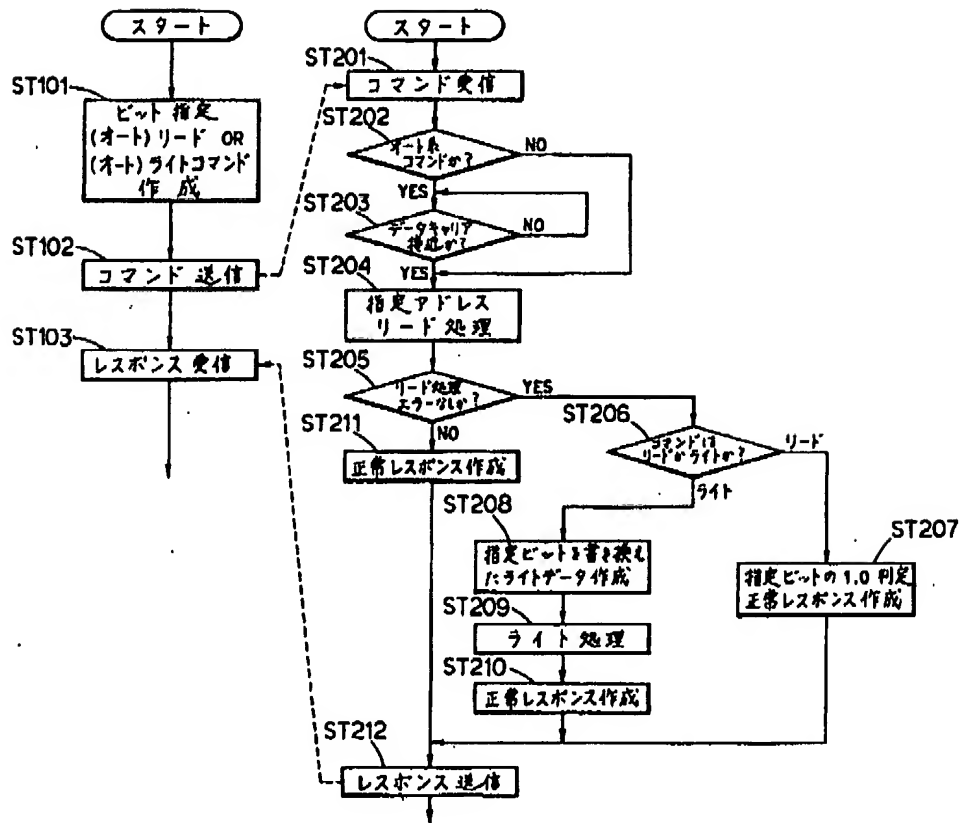 スタート
ST101
ビット指定
(オート)リード OR
(オート)ライトコマンド
作成
ST102
コマンド送信
ST103
レスポンス受信
スタート
ST201
コマンド受信
ST202
オート系
コマンドか?
NO
YES
ST203
データキャリア
接近か?
NO
YES
ST204
指定アドレス
リード処理
ST205
リード処理
エラーなしか?
YES
NO
ST211
正常レスポンス作成
ST206
コマンドは
リードかライトか?
リード
ライト
ST208
指定ビットを書き換え
たライトデータ作成
ST209
ライト処理
ST210
正常レスポンス作成
ST207
指定ビットの1,0判定
正常レスポンス作成
ST212
レスポンス送信